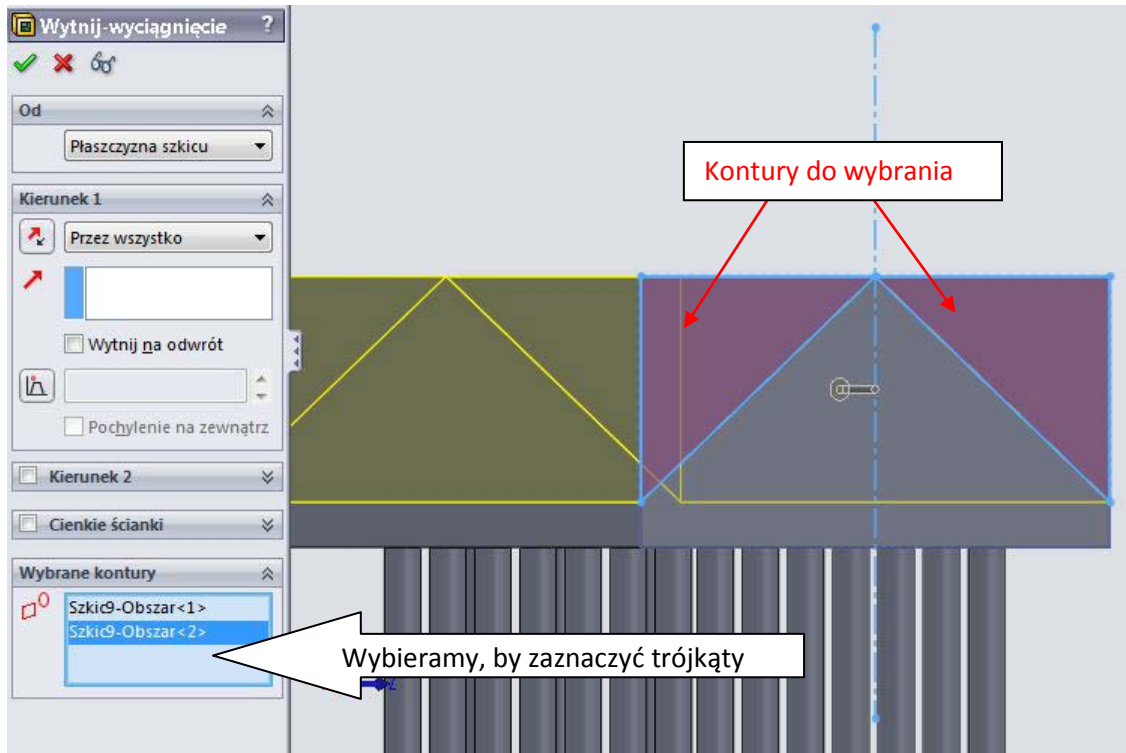 Wytnij-wyciągnięcie ?
Od
Płaszczyzna szkicu
Kierunek 1
Przez wszystko
Wytnij na odwrót
Pochylenie na zewnątrz
Kierunek 2
Cienkie ścianki
Wybrane kontury
Szkic9-Obszar<1>
Szkic9-Obszar<2>
Kontury do wybrania
Wybieramy, by zaznaczyć trójkąty